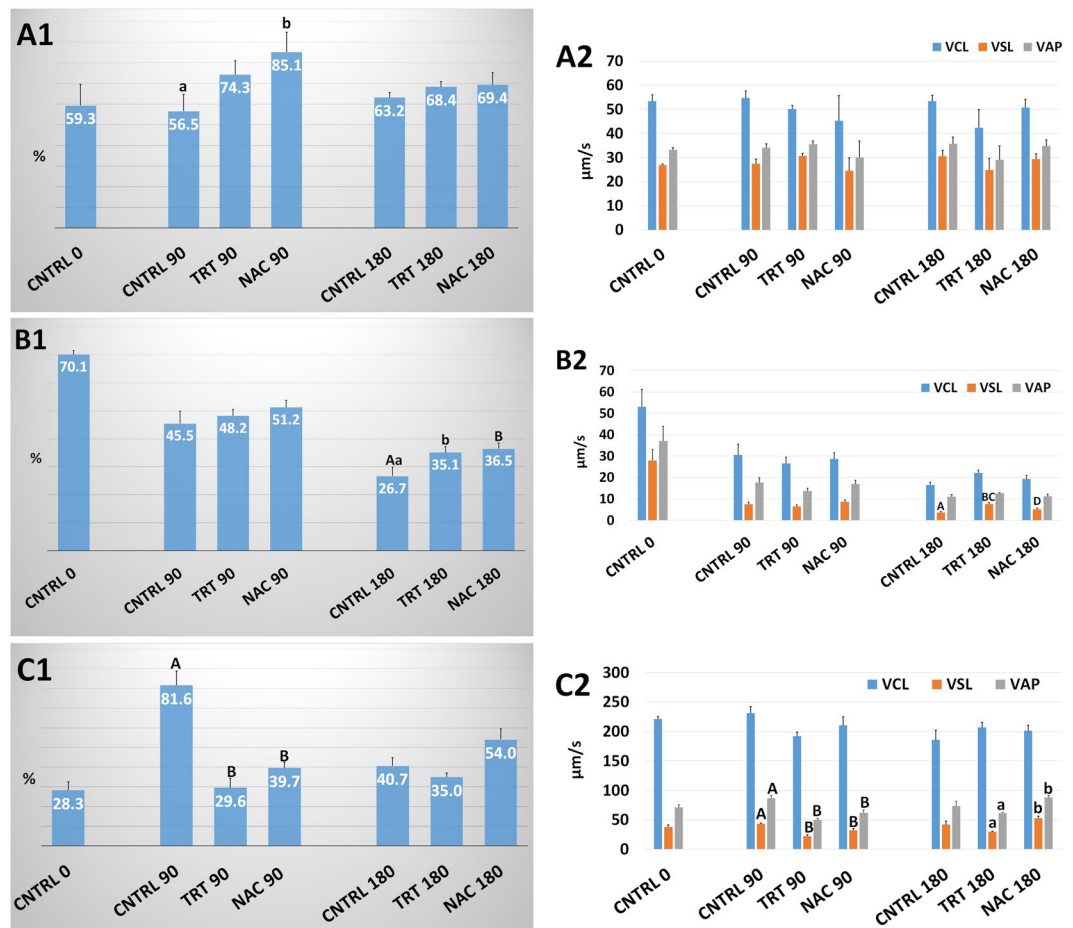 A1
%
59.3
a
56.5
74.3
b
85.1
63.2
68.4
69.4
CNTRL 0
CNTRL 90
TRT 90
NAC 90
CNTRL 180
TRT 180
NAC 180
A2
VCL VSL VAP
µm/s
70
60
50
40
30
20
10
0
CNTRL 0
CNTRL 90
TRT 90
NAC 90
CNTRL 180
TRT 180
NAC 180
B1
%
70.1
45.5
48.2
51.2
Aa
26.7
b
35.1
B
36.5
CNTRL 0
CNTRL 90
TRT 90
NAC 90
CNTRL 180
TRT 180
NAC 180
B2
VCL VSL VAP
µm/s
70
60
50
40
30
20
10
0
A
BC
D
CNTRL 0
CNTRL 90
TRT 90
NAC 90
CNTRL 180
TRT 180
NAC 180
C1
%
28.3
A
81.6
B
29.6
B
39.7
40.7
35.0
54.0
CNTRL 0
CNTRL 90
TRT 90
NAC 90
CNTRL 180
TRT 180
NAC 180
C2
VCL VSL VAP
µm/s
300
250
200
150
100
50
0
A
A
B
B
B
B
a
a
b
b
CNTRL 0
CNTRL 90
TRT 90
NAC 90
CNTRL 180
TRT 180
NAC 180